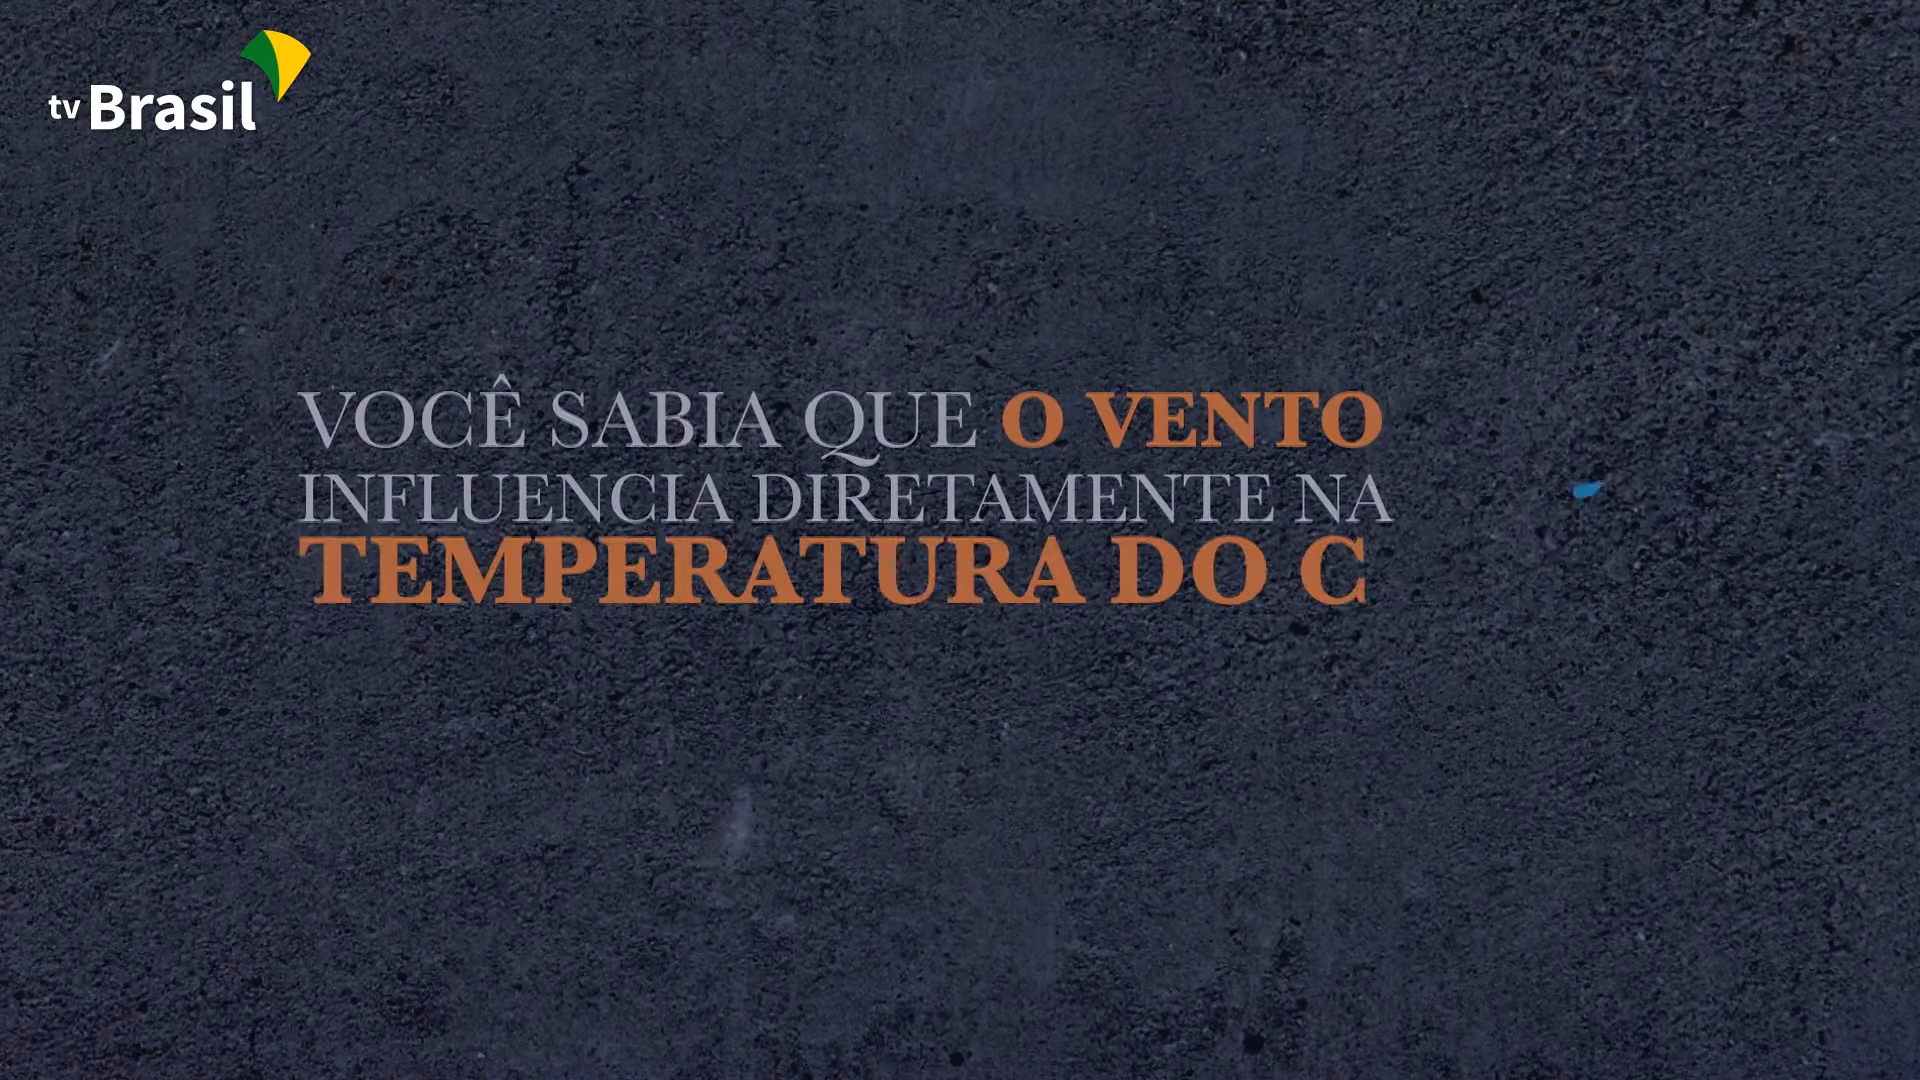 tv Brasil
VOCÊ SABIA QUE O VENTO
INFLUENCIA DIRETAMENTE NA
TEMPERATURA DO C